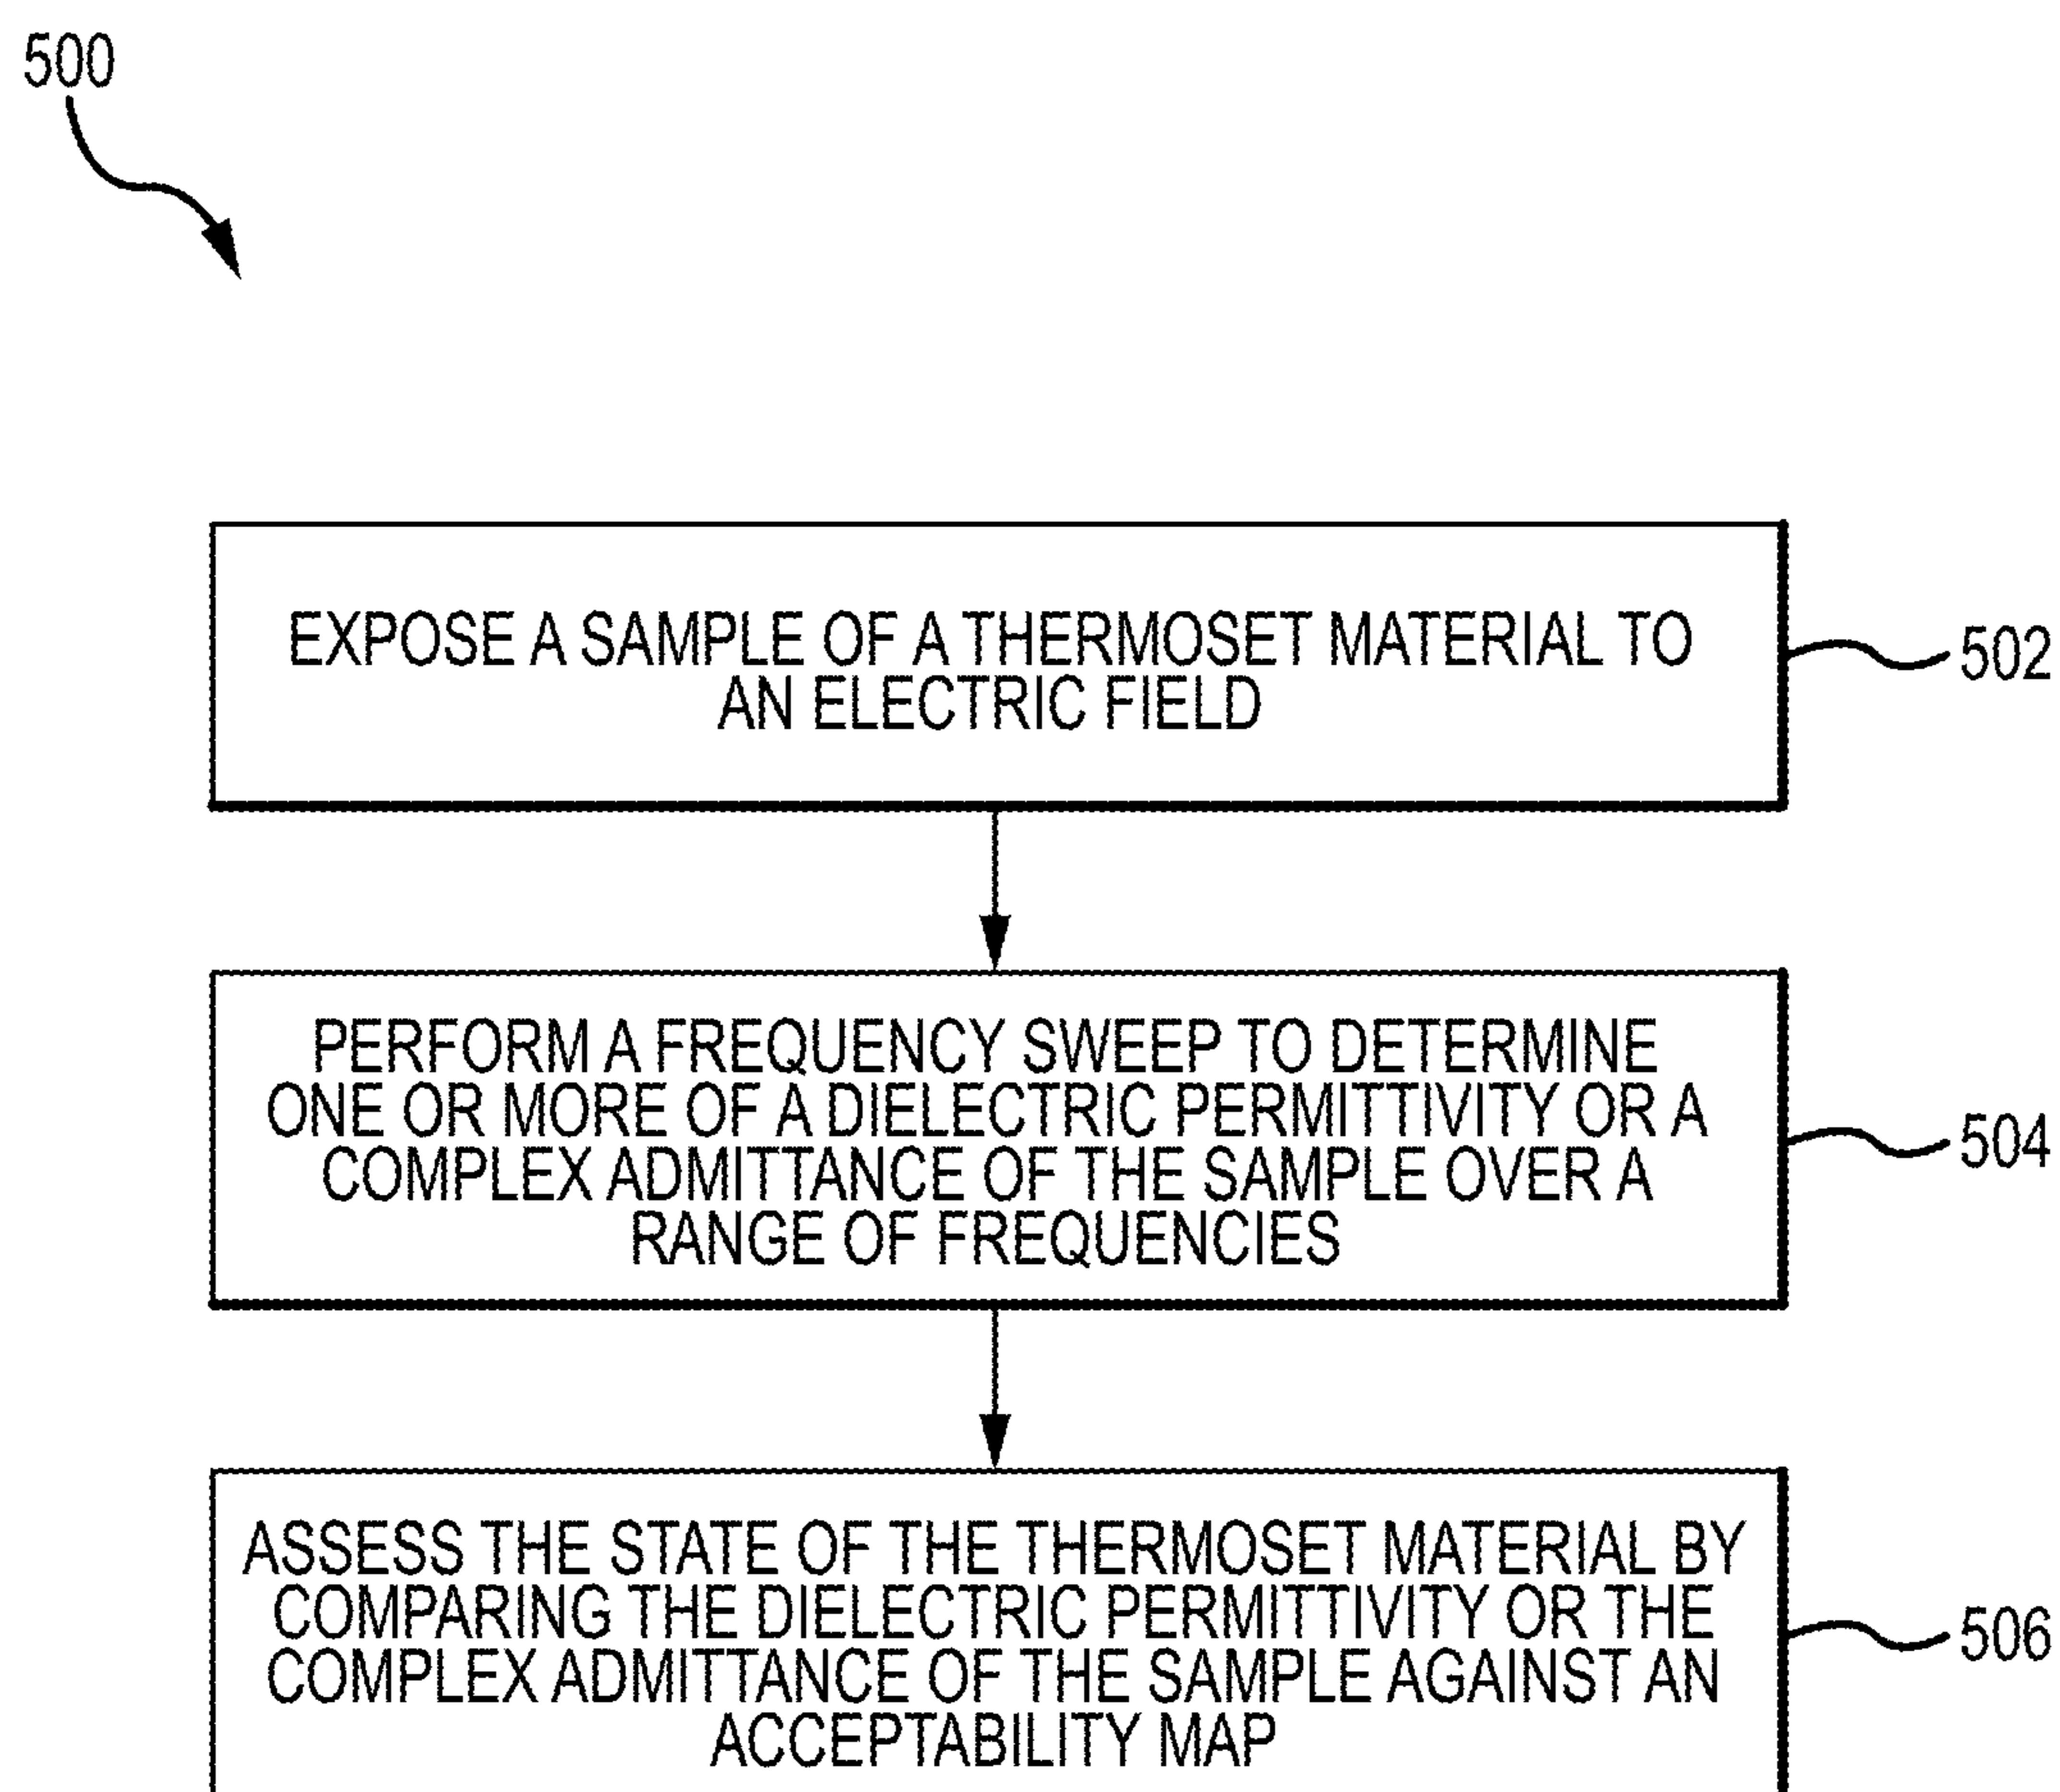 500
EXPOSE A SAMPLE OF A THERMOSET MATERIAL TO
AN ELECTRIC FIELD
502
PERFORM A FREQUENCY SWEEP TO DETERMINE
ONE OR MORE OF A DIELECTRIC PERMITTIVITY OR A
COMPLEX ADMITTANCE OF THE SAMPLE OVER A
RANGE OF FREQUENCIES
504
ASSESS THE STATE OF THE THERMOSET MATERIAL BY
COMPARING THE DIELECTRIC PERMITTIVITY OR THE
COMPLEX ADMITTANCE OF THE SAMPLE AGAINST AN
ACCEPTABILITY MAP
506